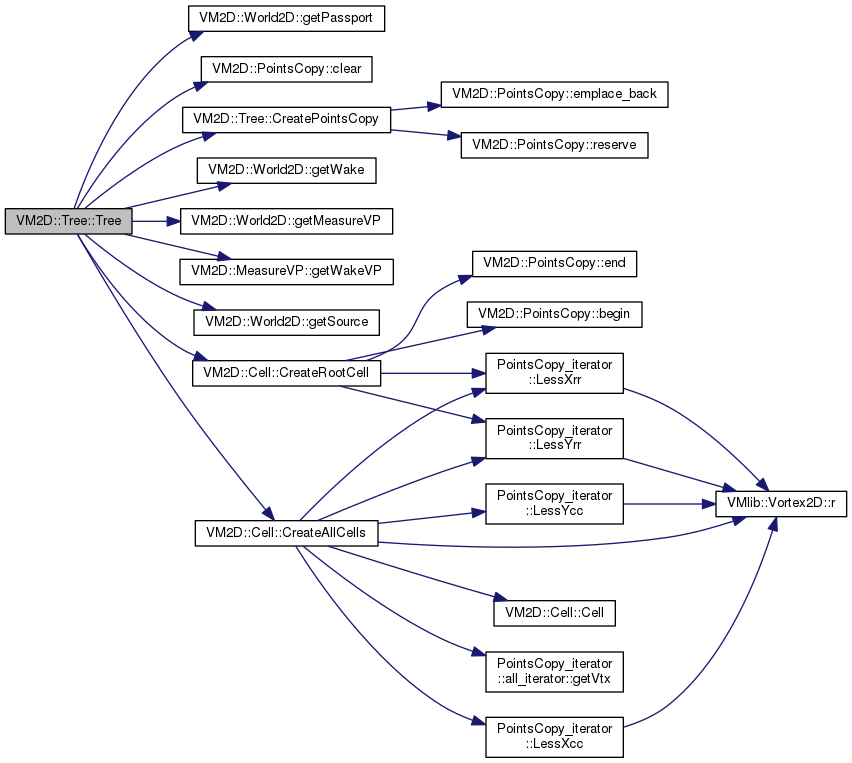 VM2D::World2D::getPassport
VM2D::PointsCopy::clear
VM2D::PointsCopy::emplace_back
VM2D::Tree::CreatePointsCopy
VM2D::PointsCopy::reserve
VM2D::World2D::getWake
VM2D::Tree::Tree
VM2D::World2D::getMeasureVP
VM2D::PointsCopy::end
VM2D::MeasureVP::getWakeVP
VM2D::PointsCopy::begin
VM2D::World2D::getSource
VM2D::Cell::CreateRootCell
PointsCopy_iterator
::LessXrr
PointsCopy_iterator
::LessYrr
PointsCopy_iterator
::LessYcc
VMlib::Vortex2D::r
VM2D::Cell::CreateAllCells
VM2D::Cell::Cell
PointsCopy_iterator
::all_iterator::getVtx
PointsCopy_iterator
::LessXcc